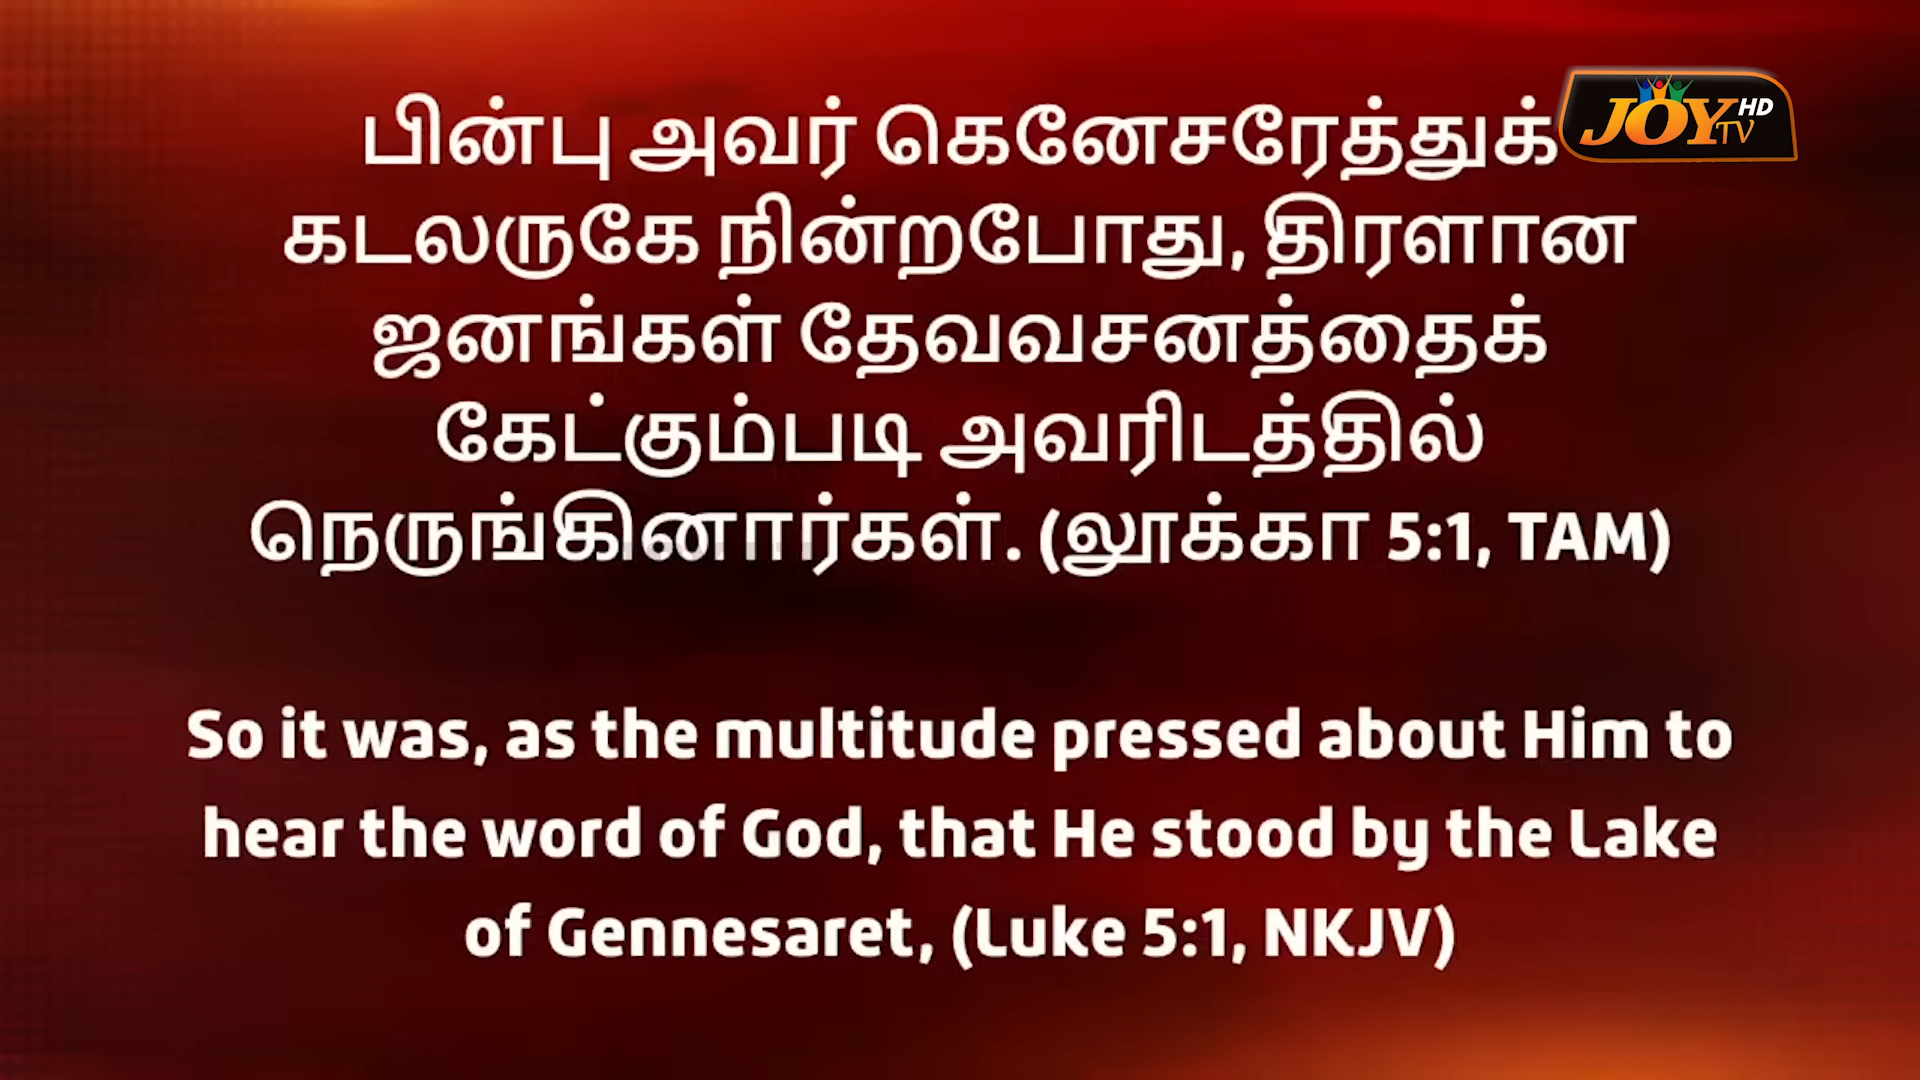 பின்பு அவர் கெனேசரேத்துக்
கடலருகே நின்றபோது, திரளான
ஜனங்கள் தேவவசனத்தைக்
கேட்கும்படி அவரிடத்தில்
நெருங்கினார்கள். (லூக்கா 5:1, TAM)
So it was, as the multitude pressed about Him to
hear the word of God, that He stood by the Lake
of Gennesaret, (Luke 5:1, NKJV)
JOY TV HD